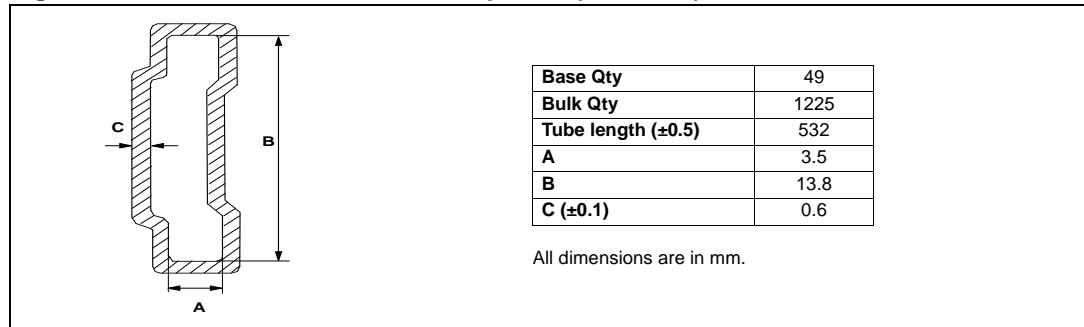 C
B
A
Base Qty 49
Bulk Qty 1225
Tube length (±0.5) 532
A 3.5
B 13.8
C (±0.1) 0.6
All dimensions are in mm.